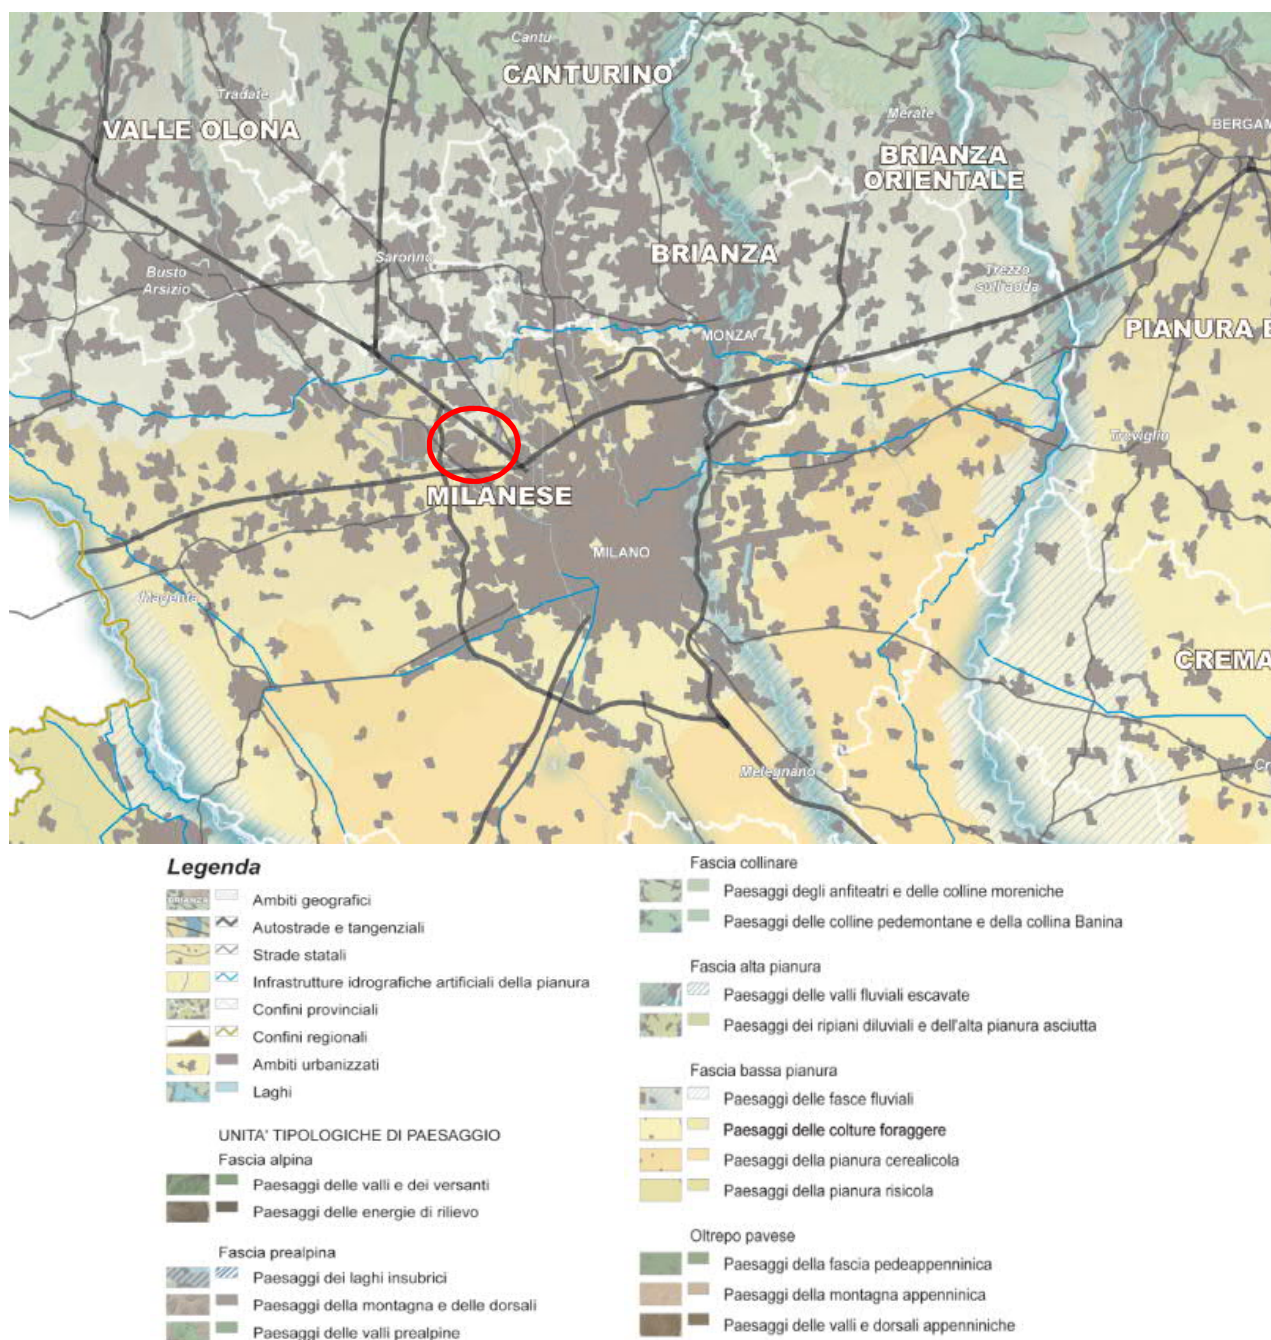 Cantù
CANTURINO
Tradate
VALLE OLONA
Merate
BERGAM
BRIANZA
ORIENTALE
BRIANZA
Saronno
Busto
Arsizio
Trezzo
sull'adda
MONZA
PIANURA B
Treviglio
MILANESE
MILANO
Magenta
CREMA
Melegnano
Cr
Legenda
BRIANZA
Ambiti geografici
Autostrade e tangenziali
Strade statali
Infrastrutture idrografiche artificiali della pianura
Confini provinciali
Confini regionali
Ambiti urbanizzati
Laghi
UNITA' TIPOLOGICHE DI PAESAGGIO
Fascia alpina
Paesaggi delle valli e dei versanti
Paesaggi delle energie di rilievo
Fascia prealpina
Paesaggi dei laghi insubrici
Paesaggi della montagna e delle dorsali
Paesaggi delle valli prealpine
Fascia collinare
Paesaggi degli anfiteatri e delle colline moreniche
Paesaggi delle colline pedemontane e della collina Banina
Fascia alta pianura
Paesaggi delle valli fluviali escavate
Paesaggi dei ripiani diluviali e dell'alta pianura asciutta
Fascia bassa pianura
Paesaggi delle fasce fluviali
Paesaggi delle colture foraggere
Paesaggi della pianura cerealicola
Paesaggi della pianura risicola
Oltrepo pavese
Paesaggi della fascia pedeappenninica
Paesaggi della montagna appenninica
Paesaggi delle valli e dorsali appenniniche